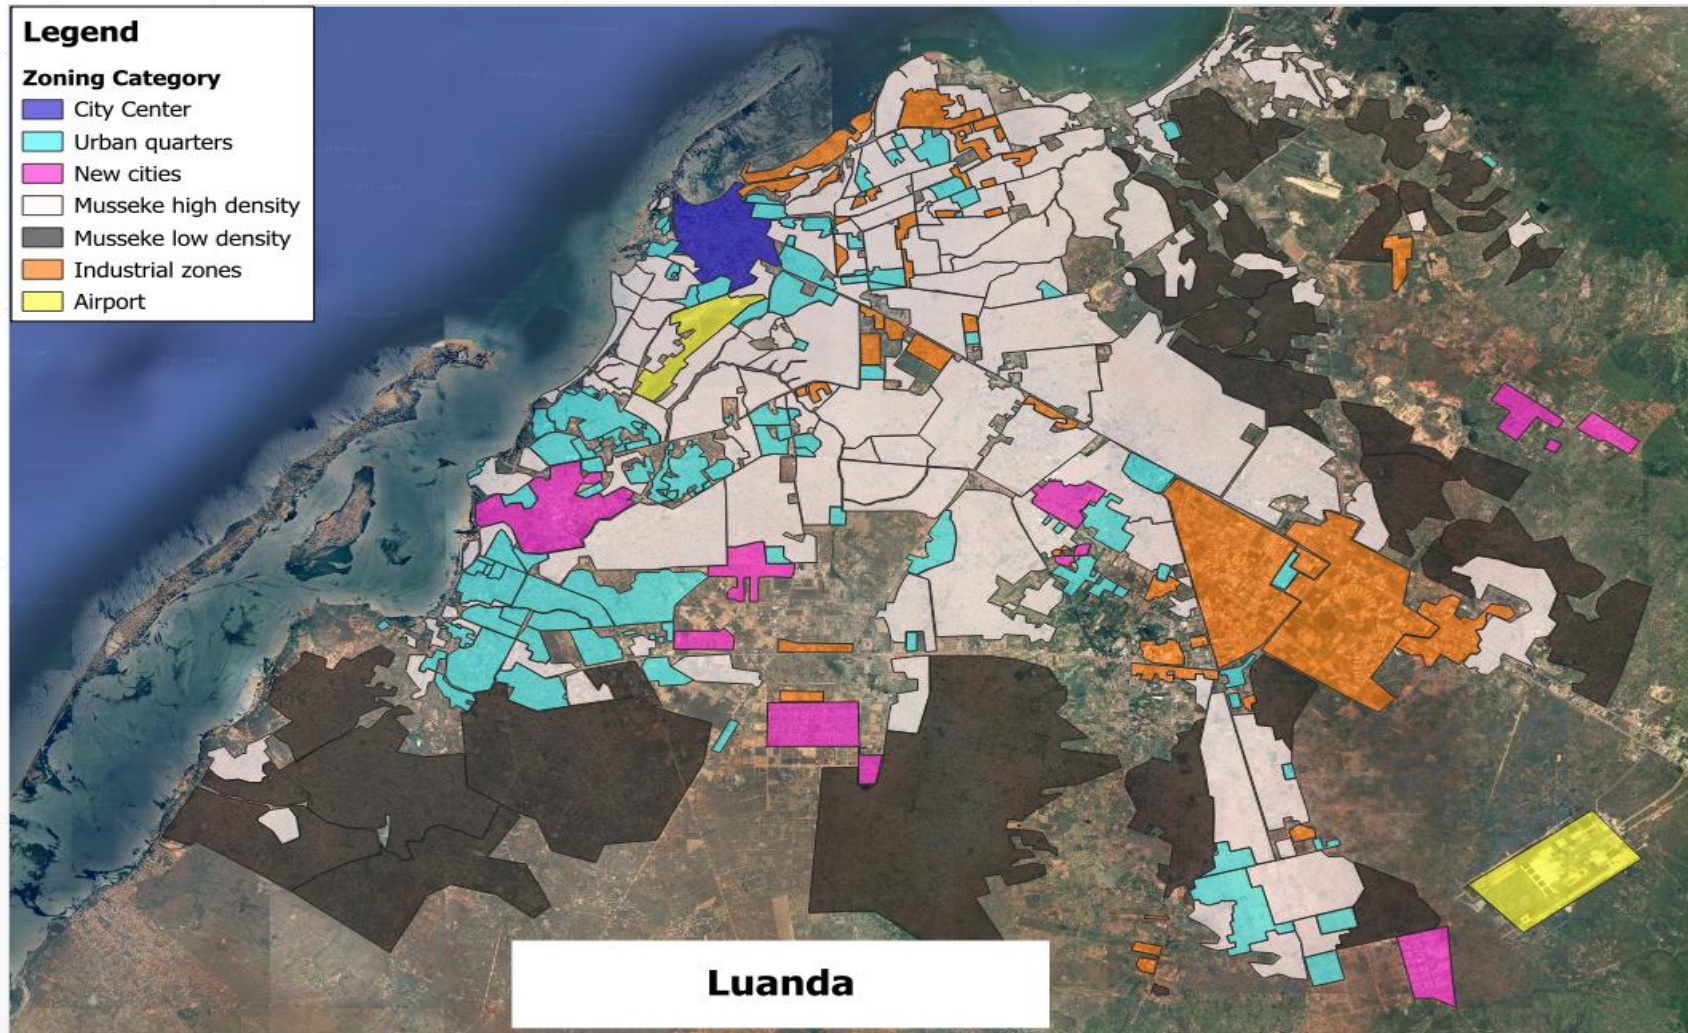 Legend
Zoning Category
City Center
Urban quarters
New cities
Musseke high density
Musseke low density
Industrial zones
Airport
Luanda